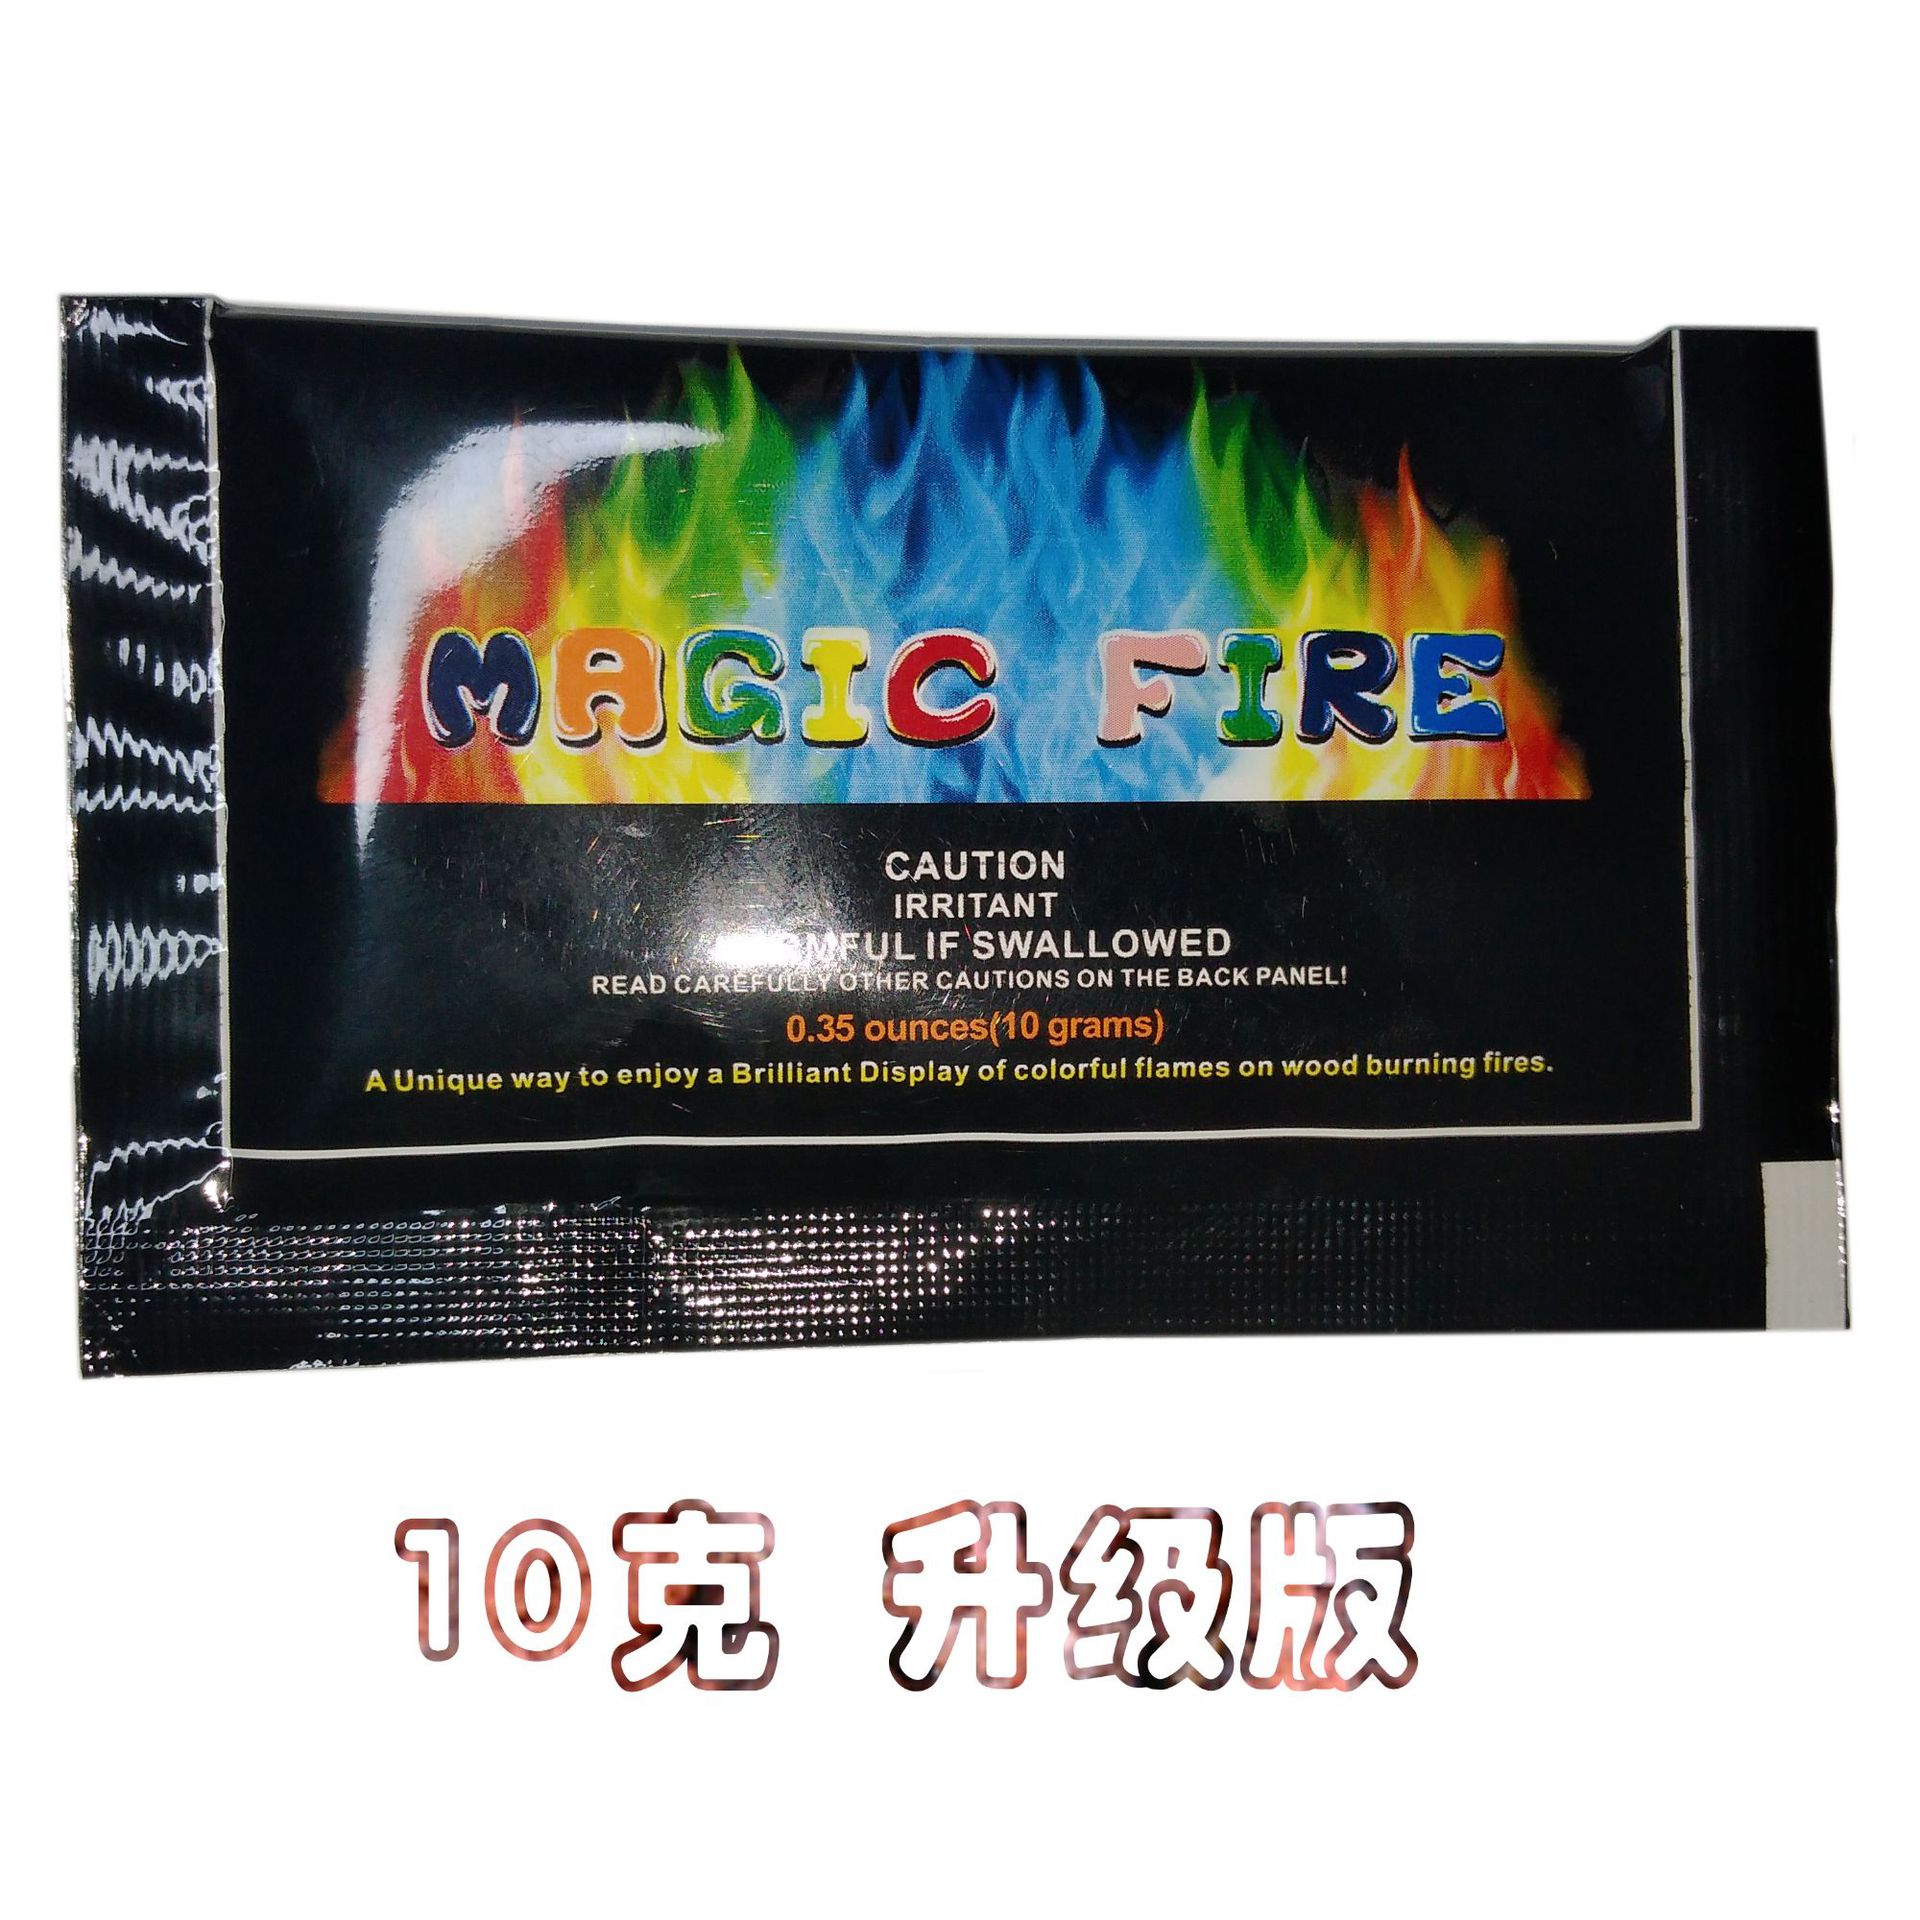 MAGIC FIRE
CAUTION
IRRITANT
IF SWALLOWED
READ CAREFULLY OTHER CAUTIONS ON THE BACK PANEL!
0.35 ounces(10 grams)
A Unique way to enjoy a Brilliant Display of colorful flames on wood burning fires.
10克 升级版